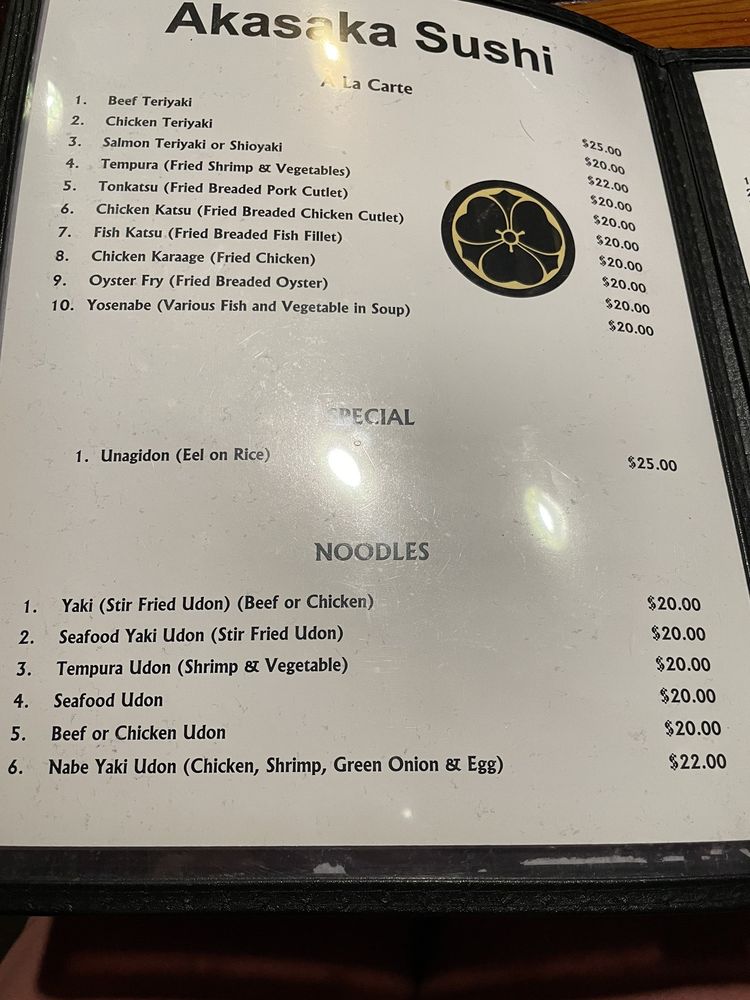 Akasaka Sushi
A La Carte
1. Beef Teriyaki $25.00
2. Chicken Teriyaki $20.00
3. Salmon Teriyaki or Shioyaki $22.00
4. Tempura (Fried Shrimp & Vegetables) $20.00
5. Tonkatsu (Fried Breaded Pork Cutlet) $20.00
6. Chicken Katsu (Fried Breaded Chicken Cutlet) $20.00
7. Fish Katsu (Fried Breaded Fish Fillet) $20.00
8. Chicken Karaage (Fried Chicken) $20.00
9. Oyster Fry (Fried Breaded Oyster) $20.00
10. Yosenabe (Various Fish and Vegetable in Soup) $20.00
SPECIAL
1. Unagidon (Eel on Rice) $25.00
NOODLES
1. Yaki (Stir Fried Udon) (Beef or Chicken) $20.00
2. Seafood Yaki Udon (Stir Fried Udon) $20.00
3. Tempura Udon (Shrimp & Vegetable) $20.00
4. Seafood Udon $20.00
5. Beef or Chicken Udon $20.00
6. Nabe Yaki Udon (Chicken, Shrimp, Green Onion & Egg) $22.00